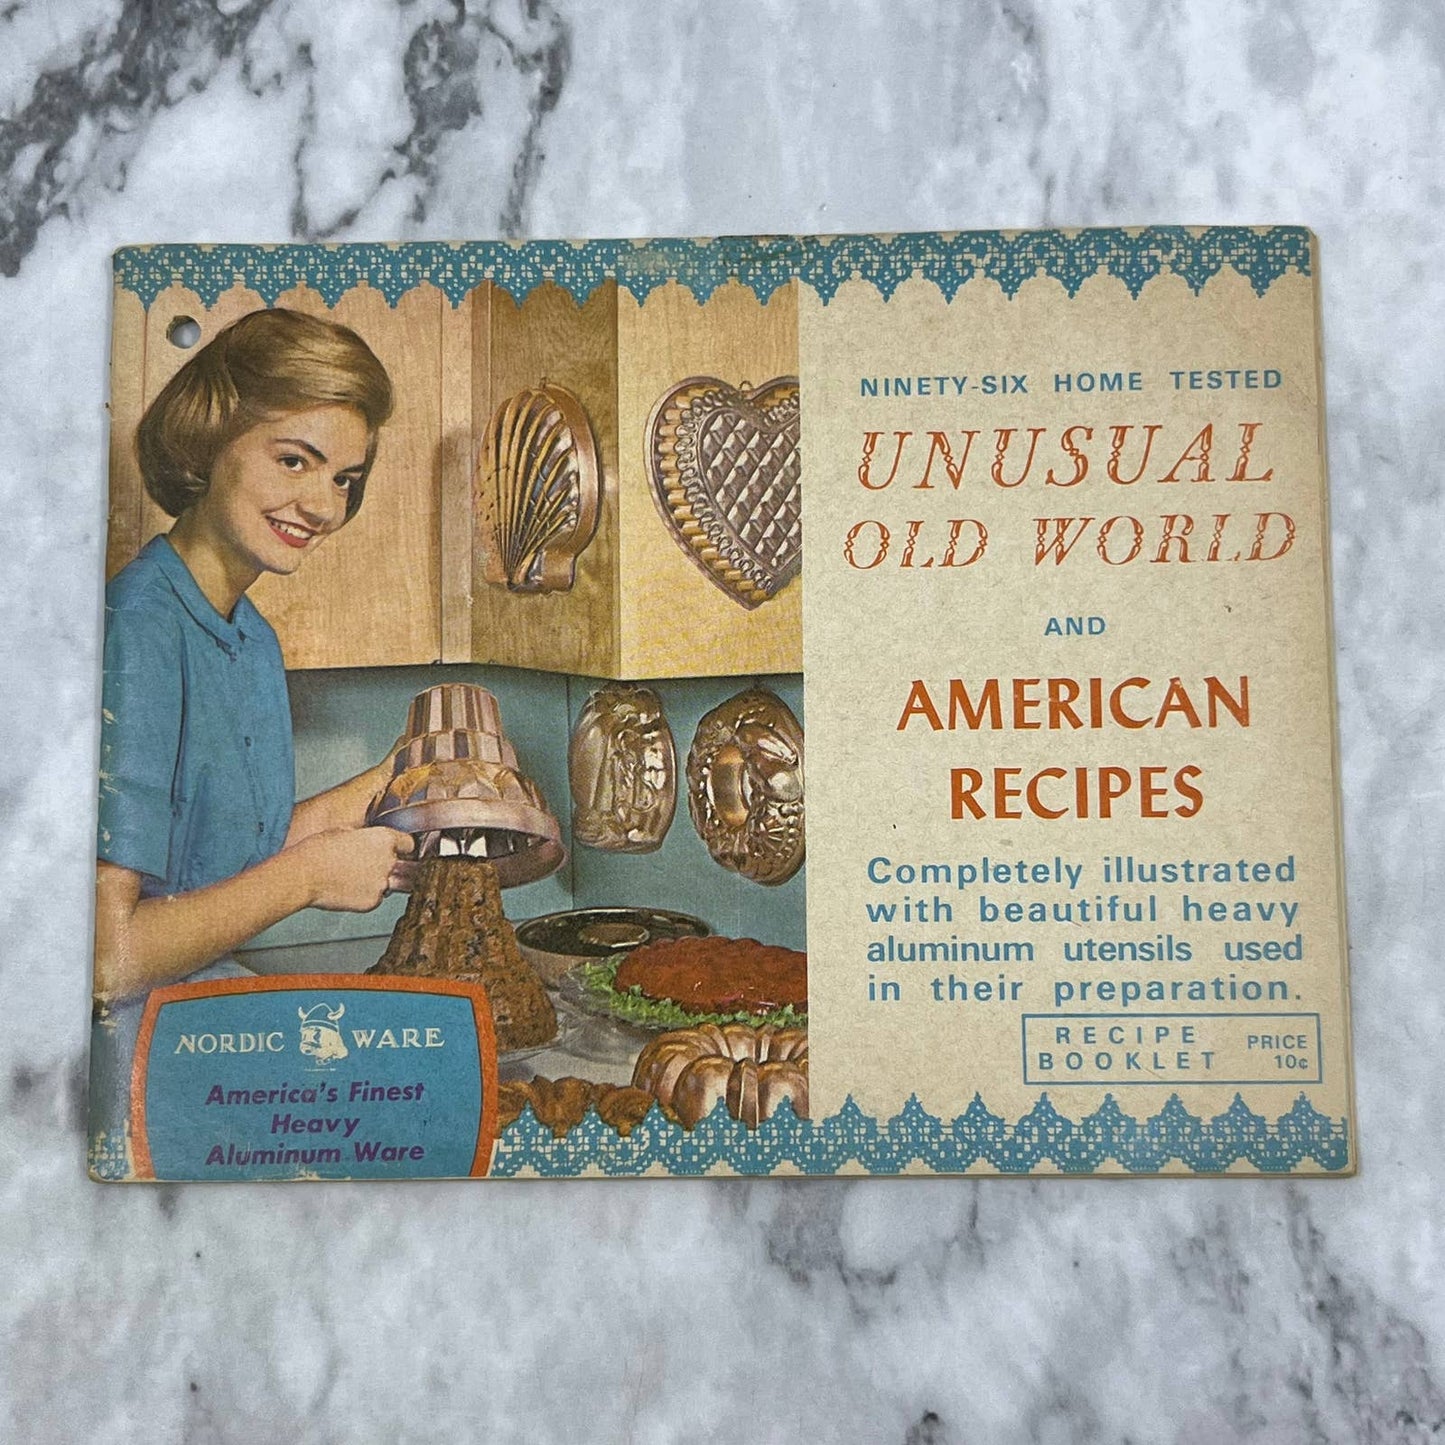 NINETY-SIX HOME TESTED
UNUSUAL
OLD WORLD
AND
AMERICAN
RECIPES
Completely illustrated
with beautiful heavy
aluminum utensils used
in their preparation.
RECIPE
BOOKLET
PRICE
10¢
NORDIC WARE
America's Finest
Heavy
Aluminum Ware